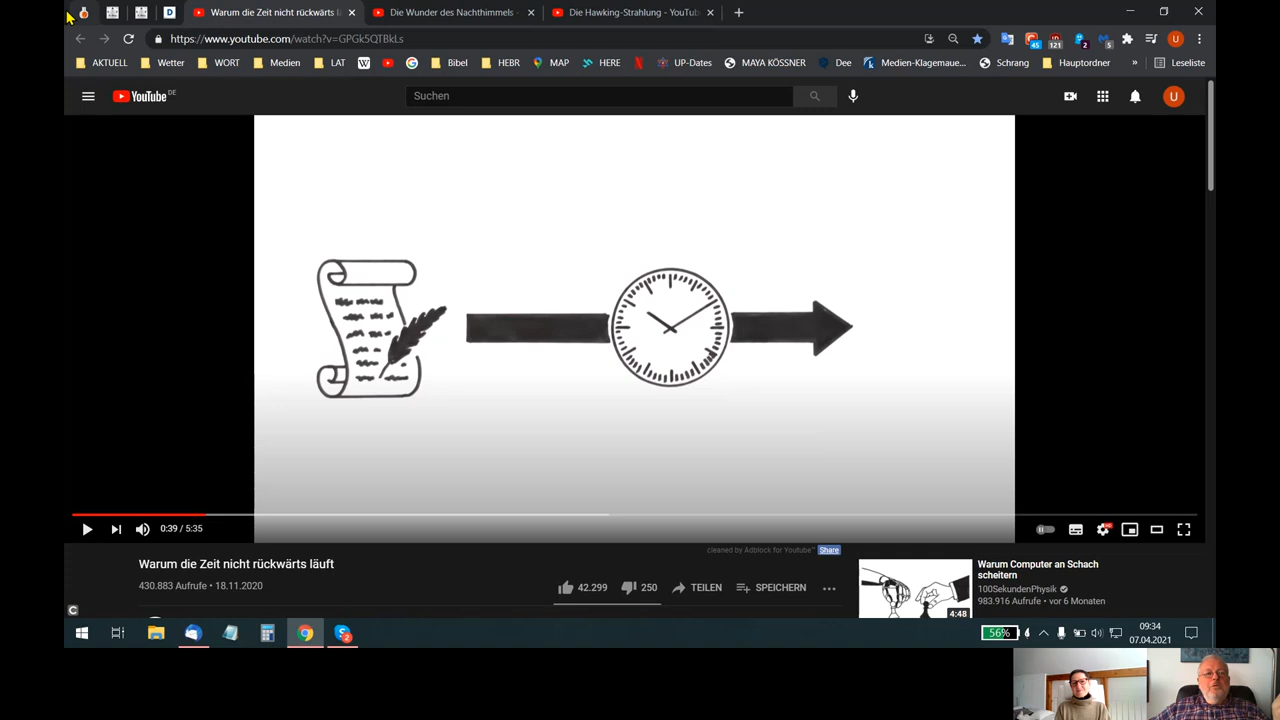 Warum die Zeit nicht rückwärts l
Die Wunder des Nachthimmels -
Die Hawking-Strahlung - YouTub
https://www.youtube.com/watch?v=GPGk5QTBkLs
45
121
2
5
U
AKTUELL
Wetter
WORT
Medien
LAT
Bibel
HEBR
MAP
HERE
UP-Dates
MAYA KÖSSNER
Dee
Medien-Klagemaue...
Schrang
Hauptordner
»
Leseliste
YouTube DE
Suchen
U
0:39 / 5:35
cleaned by Adblock for Youtube™ Share
Warum die Zeit nicht rückwärts läuft
430.883 Aufrufe • 18.11.2020
42.299
250
TEILEN
SPEICHERN
Warum Computer an Schach
scheitern
100SekundenPhysik
983.916 Aufrufe • vor 6 Monaten
4:48
56%
09:34
07.04.2021